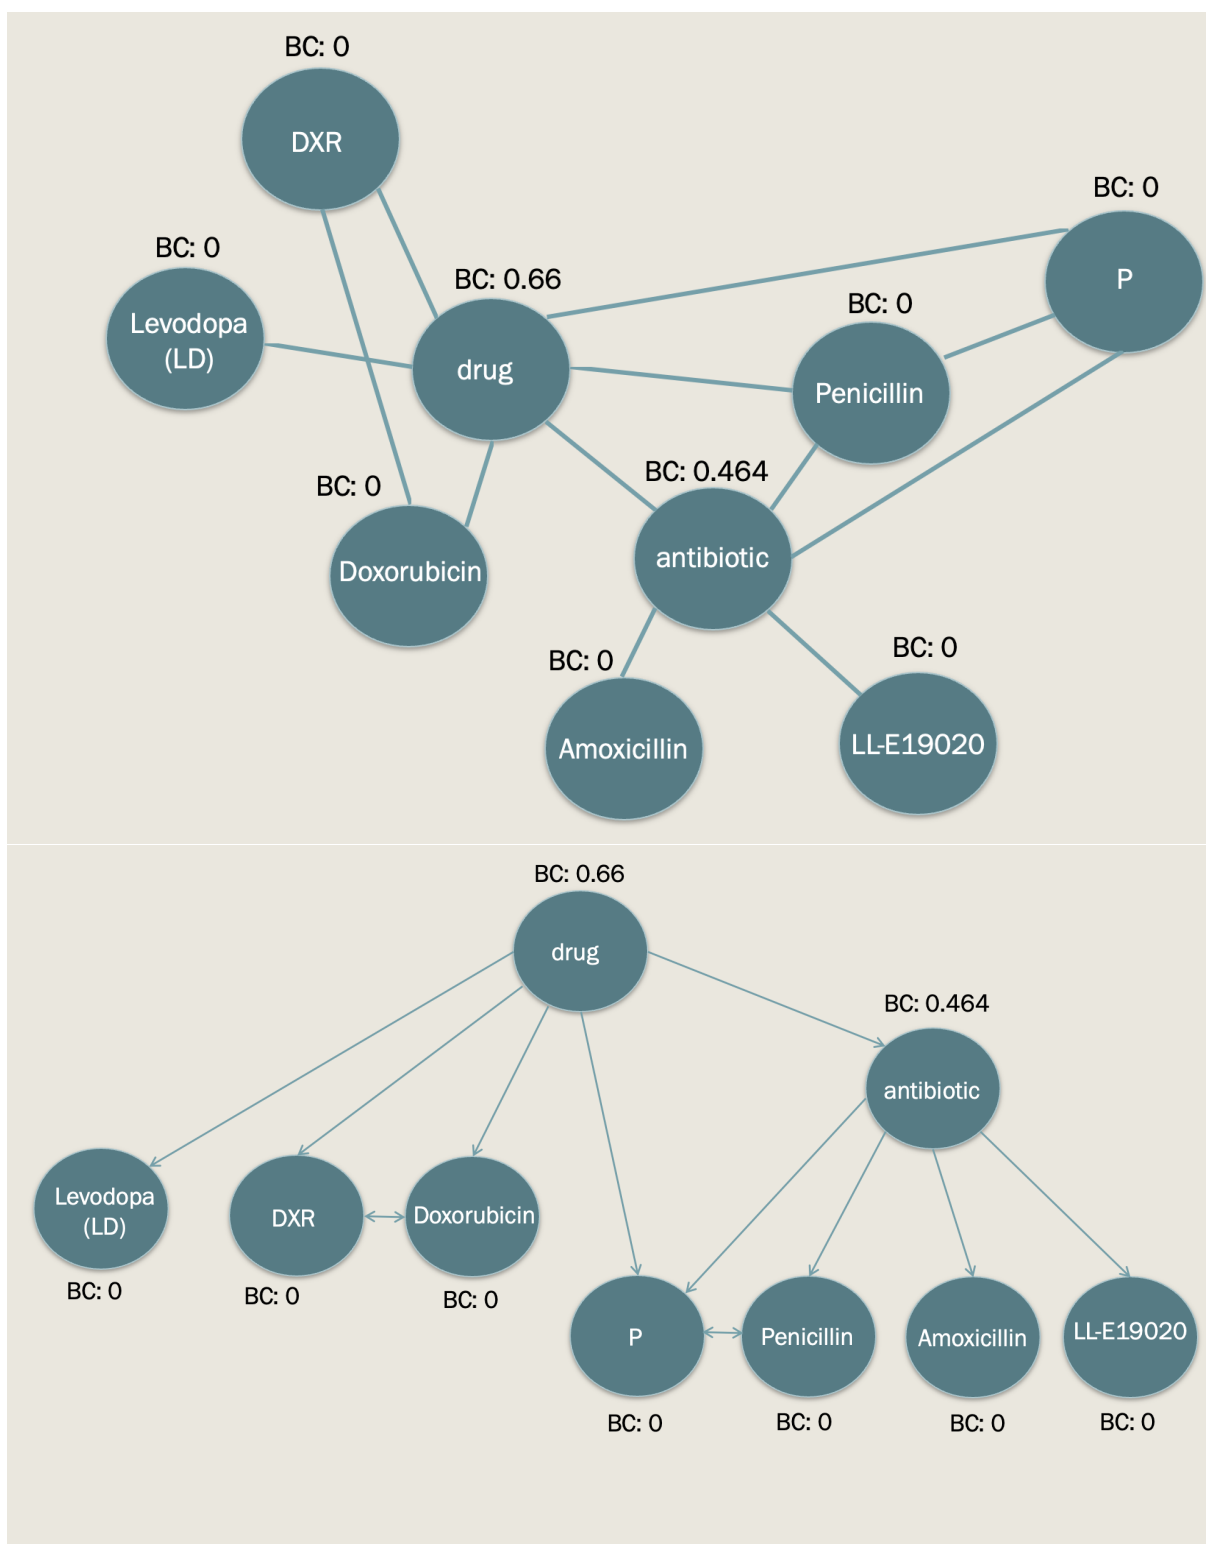 BC: 0
DXR
BC: 0
P
BC: 0
Levodopa
(LD)
BC: 0.66
drug
BC: 0
Penicillin
BC: 0.464
antibiotic
BC: 0
Doxorubicin
BC: 0
Amoxicillin
BC: 0
LL-E19020
BC: 0.66
drug
BC: 0.464
antibiotic
Levodopa
(LD)
BC: 0
DXR
BC: 0
Doxorubicin
BC: 0
P
BC: 0
Penicillin
BC: 0
Amoxicillin
BC: 0
LL-E19020
BC: 0